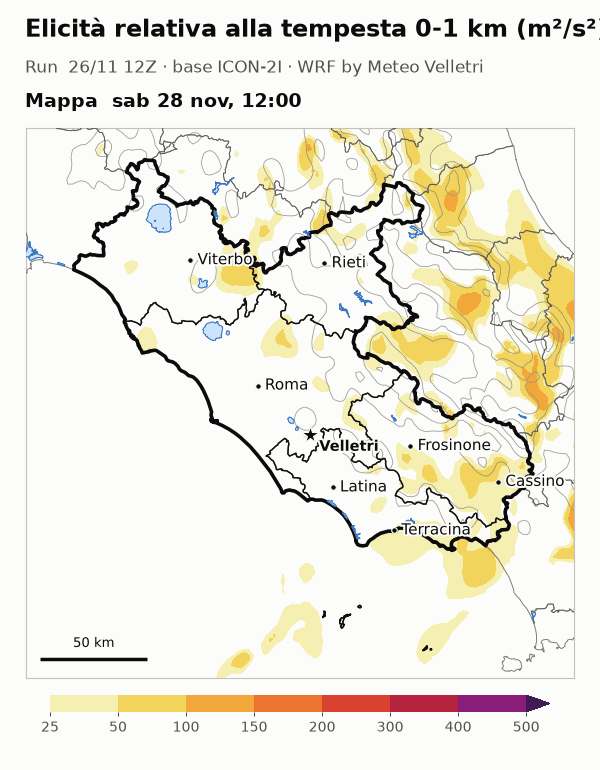 Elicità relativa alla tempesta 0-1 km (m²/s²)
Run 26/11 12Z · base ICON-2I · WRF by Meteo Velletri
Mappa sab 28 nov, 12:00
Viterbo
Rieti
Roma
Velletri
Frosinone
Cassino
Latina
Terracina
50 km
25 50 100 150 200 300 400 500